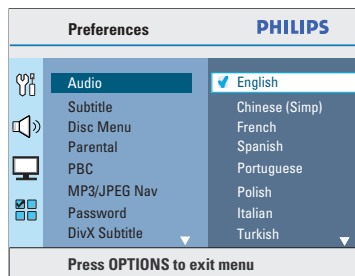 Preferences
PHILIPS
Audio
Subtitle
Disc Menu
Parental
PBC
MP3/JPEG Nav
Password
DivX Subtitle
English
Chinese (Simp)
French
Spanish
Portuguese
Polish
Italian
Turkish
Press OPTIONS to exit menu